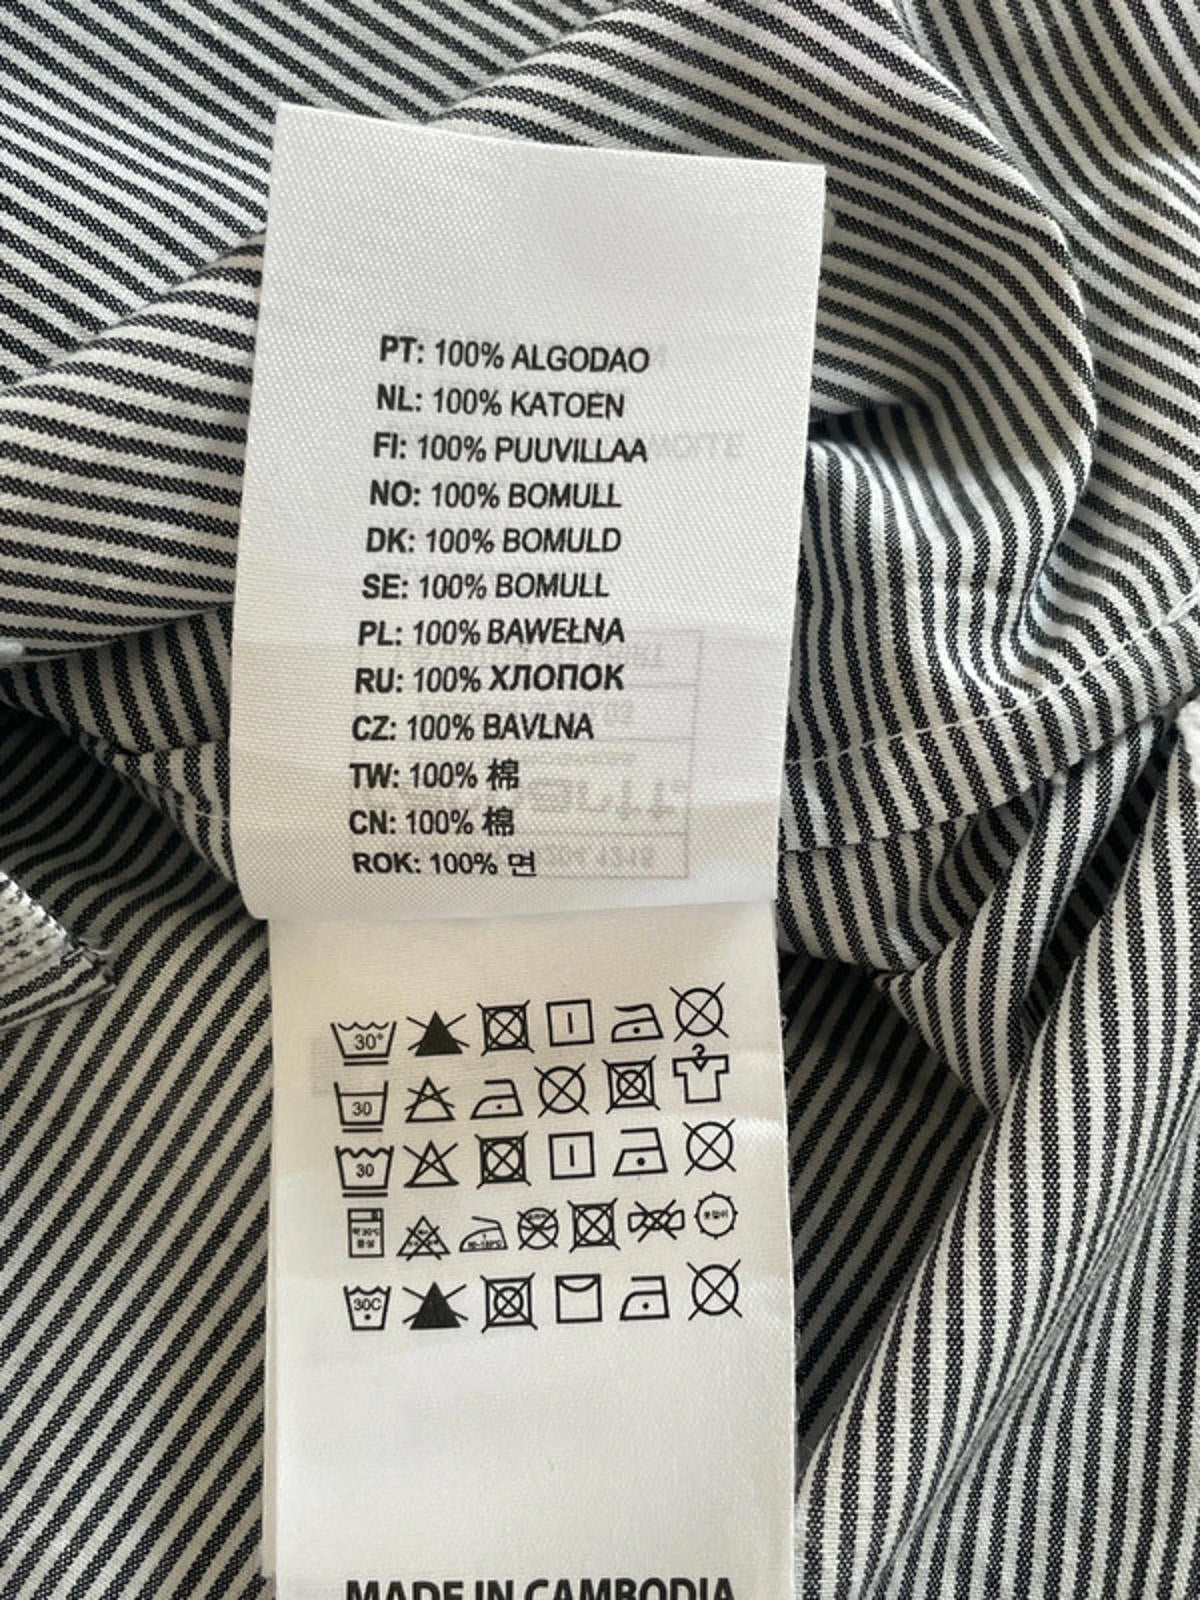 PT: 100% ALGODAO
NL: 100% KATOEN
FI: 100% PUUVILLAA
NO: 100% BOMULL
DK: 100% BOMULD
SE: 100% BOMULL
PL: 100% BAWEŁNA
RU: 100% ХЛОПОК
CZ: 100% BAVLNA
TW: 100% 棉
CN: 100% 棉
ROK: 100% 면
30°
30
30
30C
MADE IN CAMBODIA